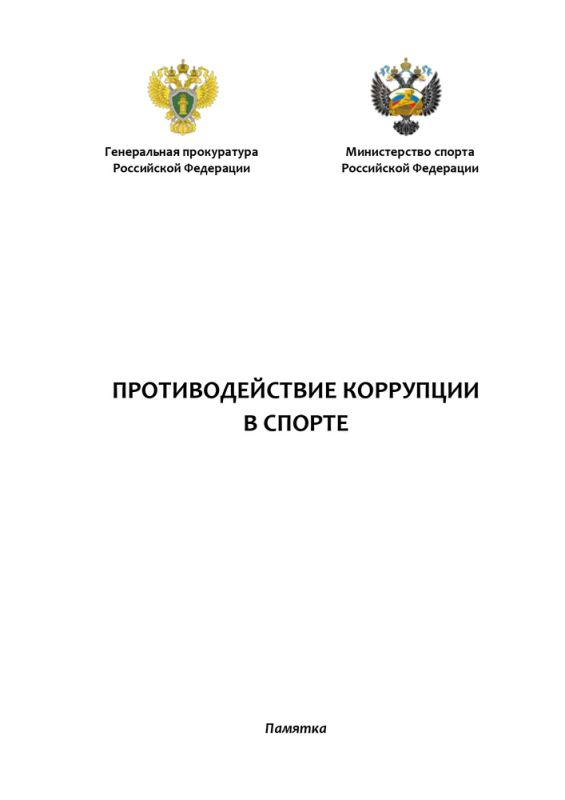 Генеральная прокуратура
Российской Федерации
Министерство спорта
Российской Федерации
ПРОТИВОДЕЙСТВИЕ КОРРУПЦИИ
В СПОРТЕ
Памятка